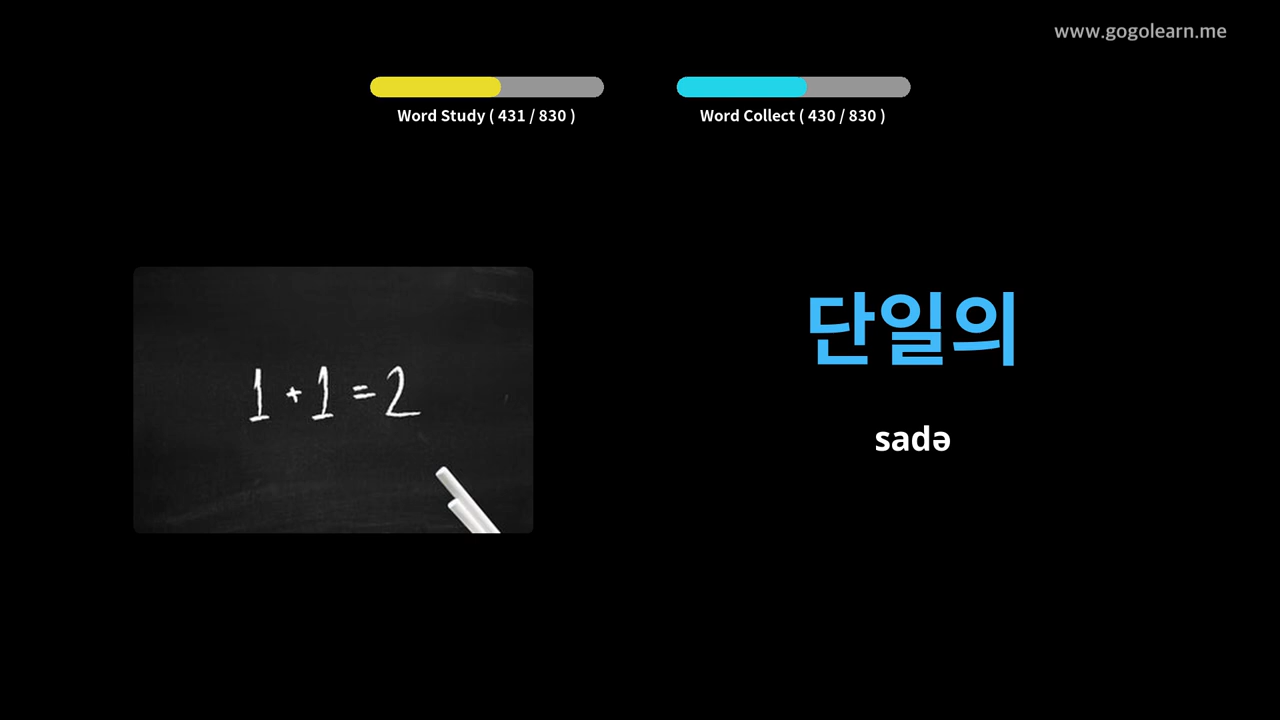 www.gogolearn.me
Word Study ( 431 / 830 )
Word Collect ( 430 / 830 )
1 + 1 = 2
단일의
sadə